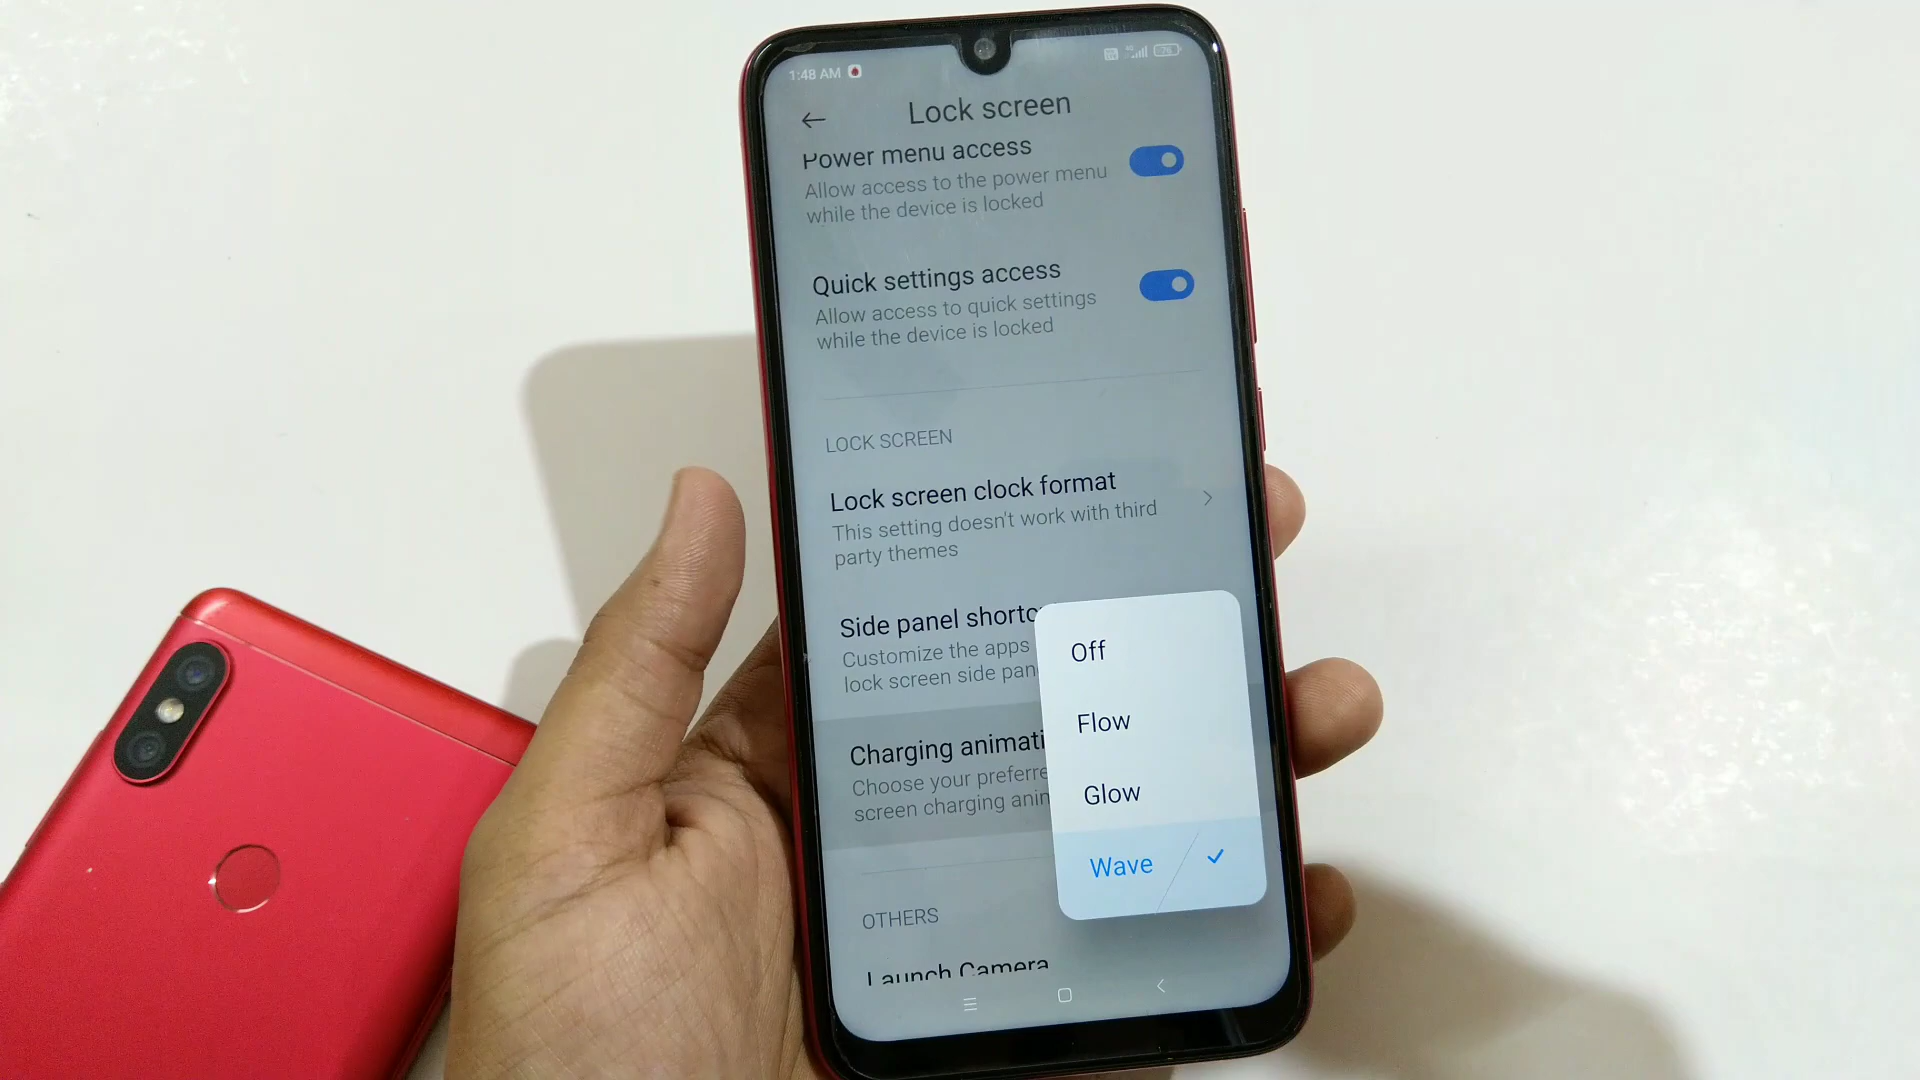 1:48 AM
4G
76
Lock screen
Power menu access
Allow access to the power menu
while the device is locked
Quick settings access
Allow access to quick settings
while the device is locked
LOCK SCREEN
Lock screen clock format
This setting doesn't work with third
party themes
Side panel shortc
Customize the apps
lock screen side pan
Charging animati
Choose your preferre
screen charging anin
Off
Flow
Glow
Wave
OTHERS
Launch Camera